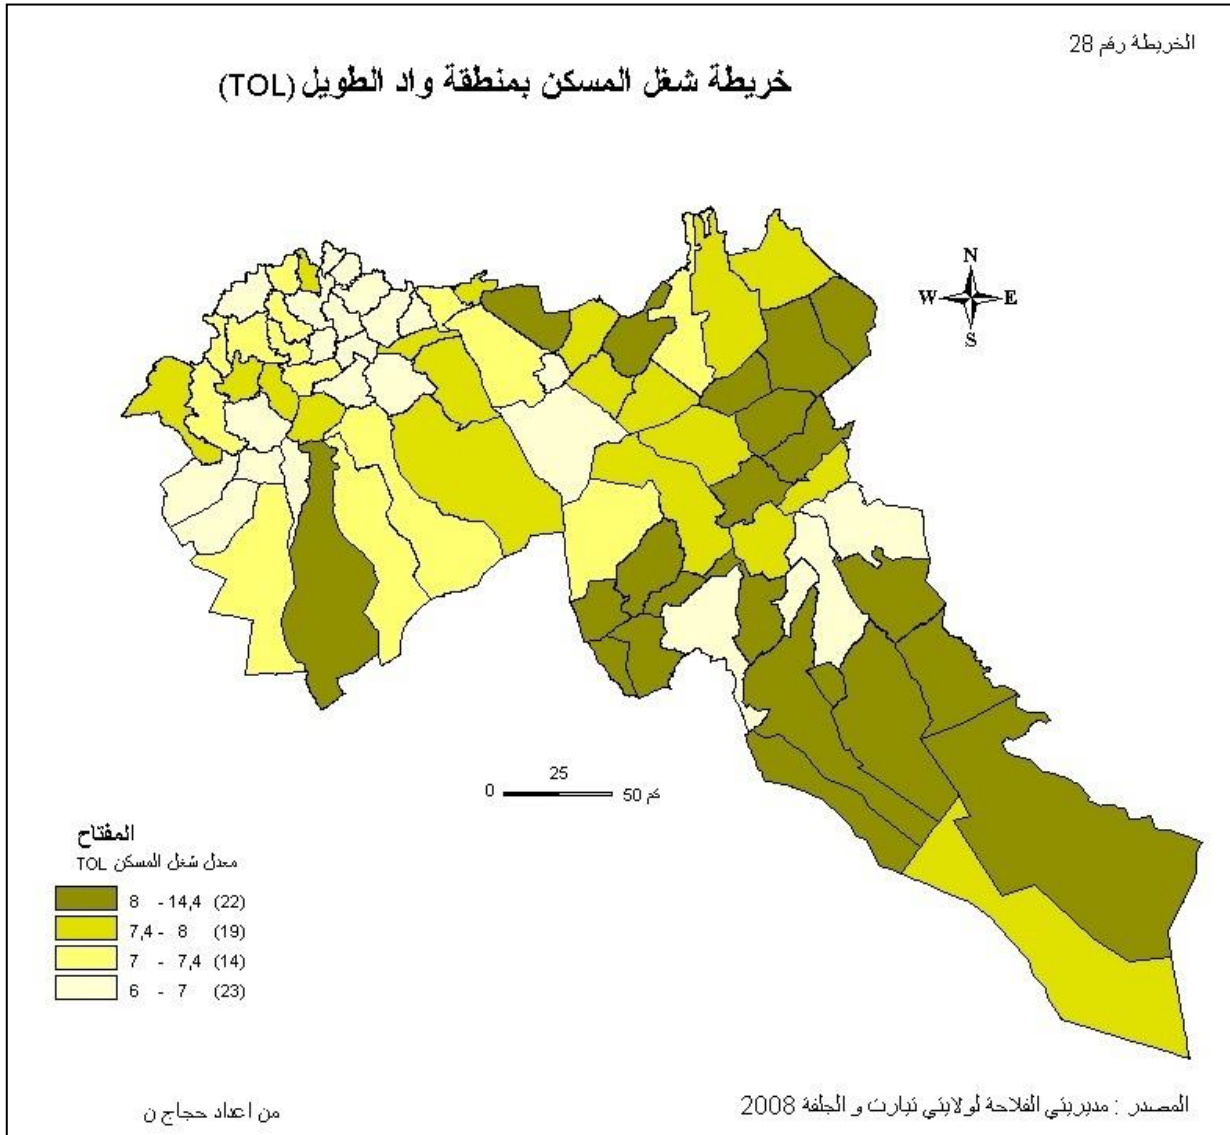 الخريطة رقم 28
خريطة شغل المسكن بمنطقة واد الطويل (TOL)
N
W E
S
25
0 50 كم
المفتاح
معدل شغل المسكن TOL
8 - 14,4 (22)
7,4 - 8 (19)
7 - 7,4 (14)
6 - 7 (23)
المصدر : مديريتي الفلاحة لولايتي تيارت و الجلفة 2008
من اعداد حجاج ن